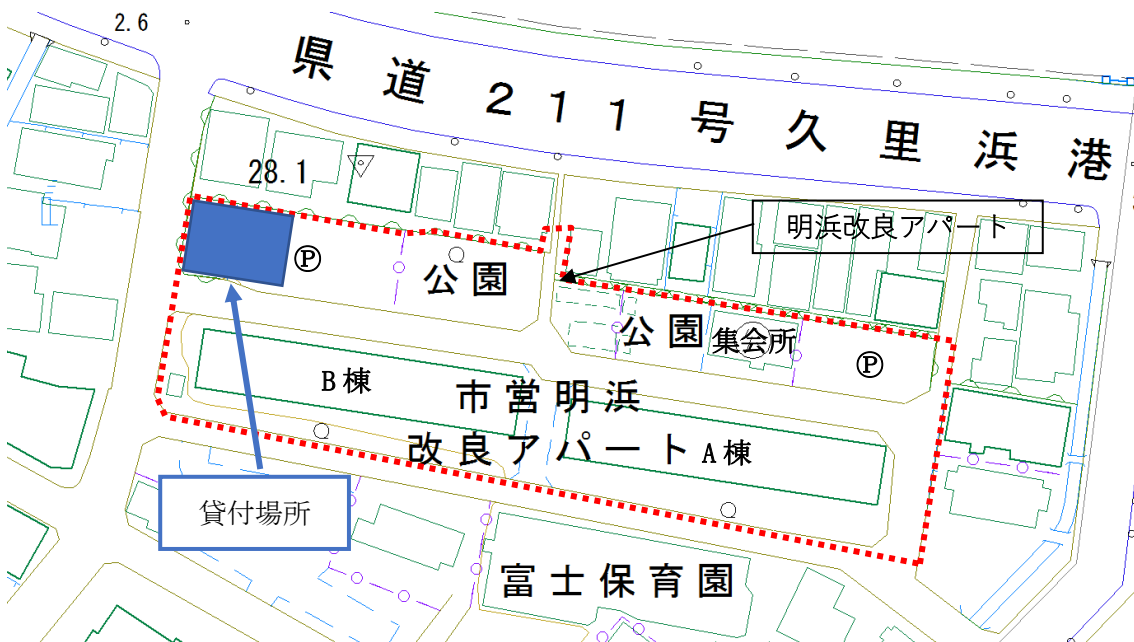 2.6
県道211号久里浜港
28.1
明浜改良アパート
Ⓟ
公園
公園
集会所
Ⓟ
B棟
市営明浜
改良アパート
A棟
貸付場所
富士保育園